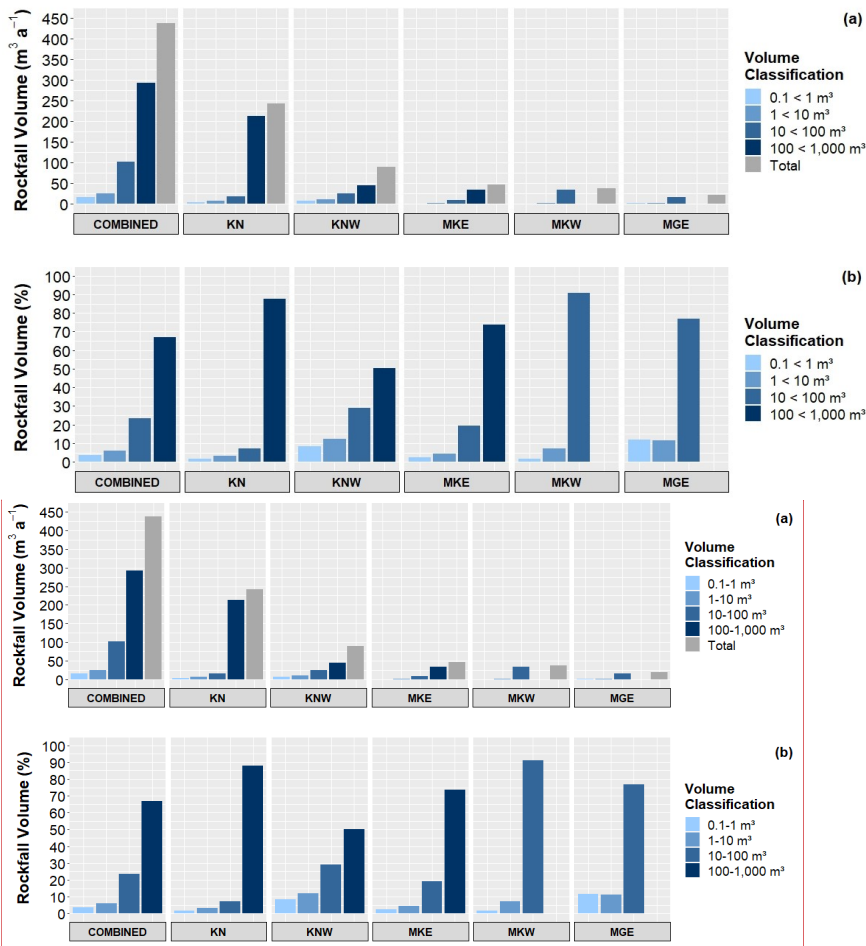 (a)
Rockfall Volume (m³ a⁻¹)
450
400
350
300
250
200
150
100
50
0
COMBINED KN KNW MKE MKW MGE
Volume
Classification
0.1 < 1 m³
1 < 10 m³
10 < 100 m³
100 < 1,000 m³
Total
(b)
Rockfall Volume (%)
100
90
80
70
60
50
40
30
20
10
0
COMBINED KN KNW MKE MKW MGE
Volume
Classification
0.1 < 1 m³
1 < 10 m³
10 < 100 m³
100 < 1,000 m³
(a)
Rockfall Volume (m³ a⁻¹)
450
400
350
300
250
200
150
100
50
0
COMBINED KN KNW MKE MKW MGE
Volume
Classification
0.1-1 m³
1-10 m³
10-100 m³
100-1,000 m³
Total
(b)
Rockfall Volume (%)
100
90
80
70
60
50
40
30
20
10
0
COMBINED KN KNW MKE MKW MGE
Volume
Classification
0.1-1 m³
1-10 m³
10-100 m³
100-1,000 m³